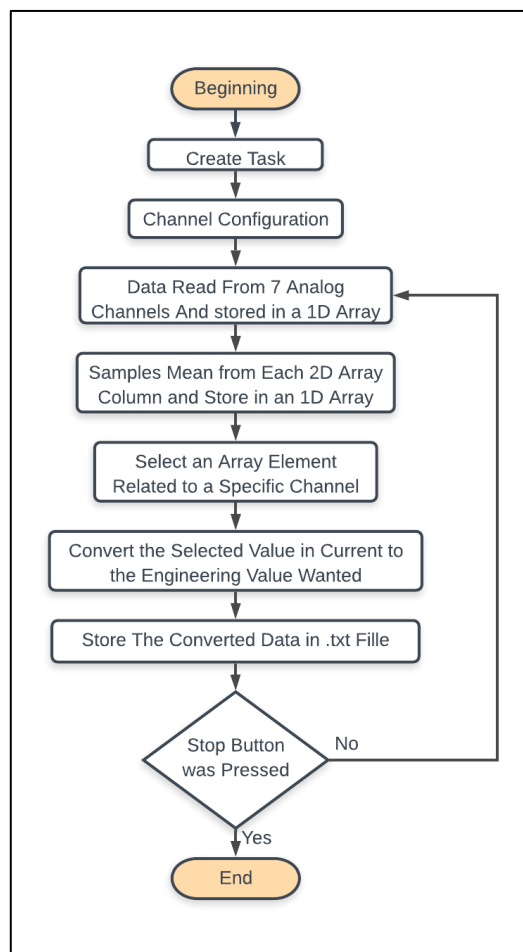 Beginning
Create Task
Channel Configuration
Data Read From 7 Analog
Channels And stored in a 1D Array
Samples Mean from Each 2D Array
Column and Store in an 1D Array
Select an Array Element
Related to a Specific Channel
Convert the Selected Value in Current to
the Engineering Value Wanted
Store The Converted Data in .txt Fille
Stop Button
was Pressed
No
Yes
End